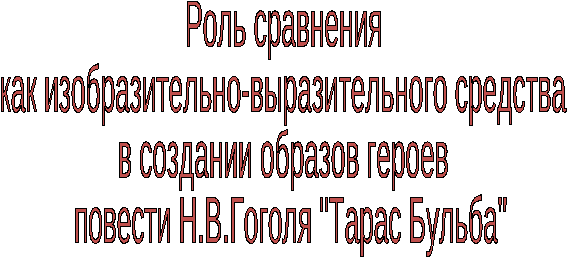 Роль сравнения
как изобразительно-выразительного средства
в создании образов героев
повести Н.В.Гоголя "Тарас Бульба"